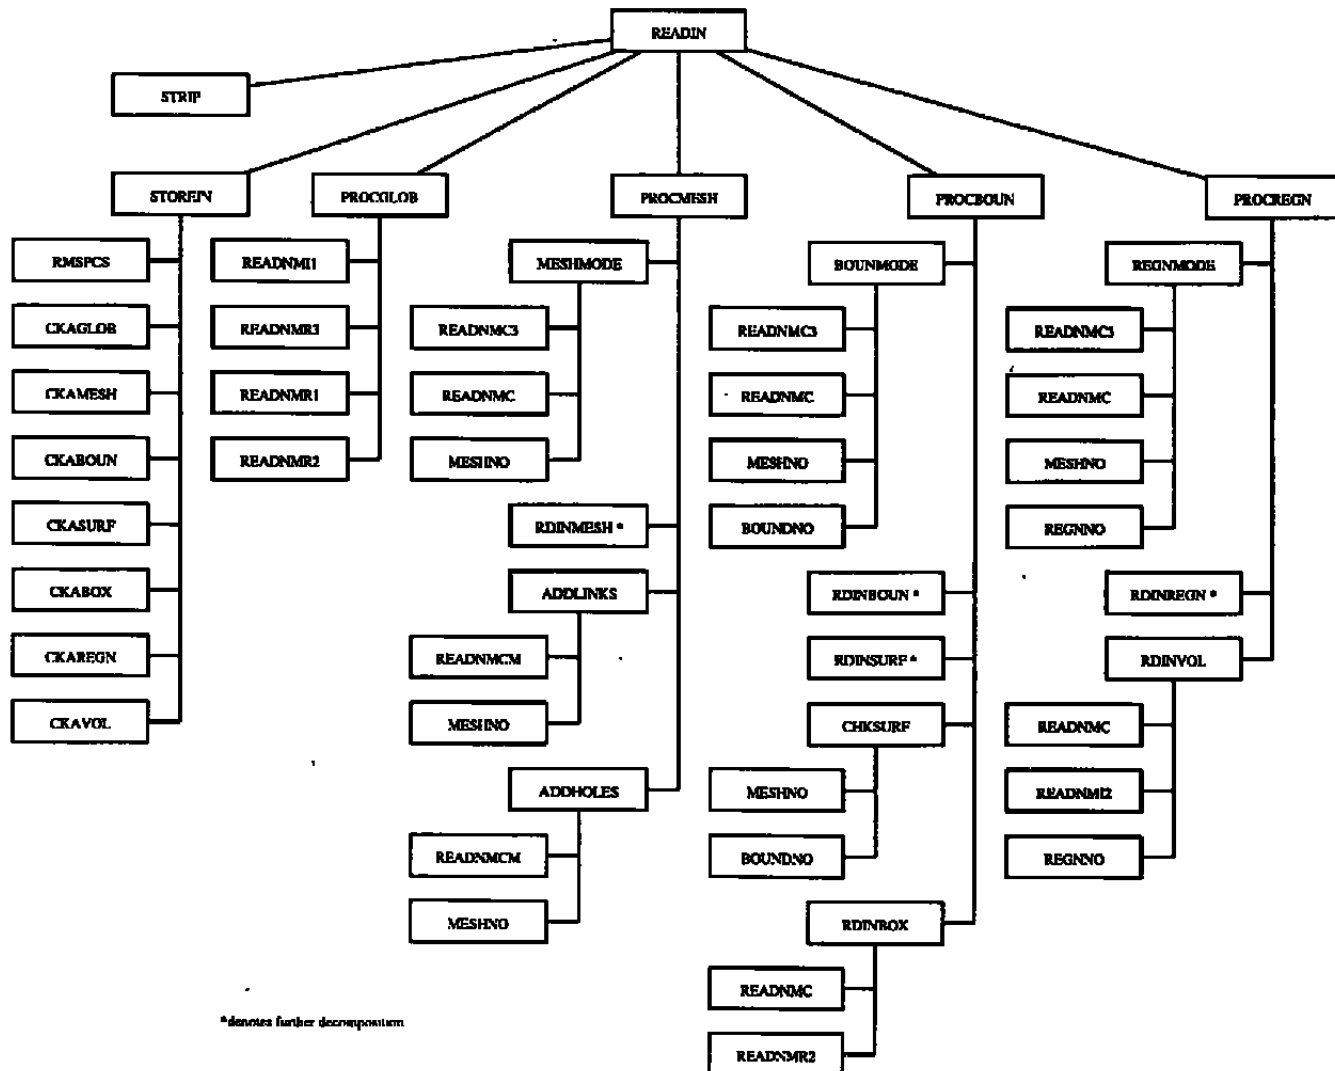 READIN
STRIP
STOREIN
PROCGLOB
PROCMESH
PROCBOUN
PROCREGN
RMSPCS
CKAGLOB
CKAMESH
CKABOUN
CKASURF
CKABOX
CKAREGN
CKAVOL
READNMI1
READNMR3
READNMR1
READNMR2
MESHMODE
READNMC3
READNMC
MESHNO
RDINMESH *
ADDLINKS
READNMCM
MESHNO
ADDHOLES
READNMCM
MESHNO
BOUNMODE
READNMC3
READNMC
MESHNO
BOUNDNO
RDINBOUN *
RDINSURF *
CHKSURF
MESHNO
BOUNDNO
RDINBOX
READNMC
READNMR2
REGNMODE
READNMC3
READNMC
MESHNO
REGNNO
RDINREGN *
RDINVOL
READNMC
READNMI2
REGNNO
*denotes further decomposition